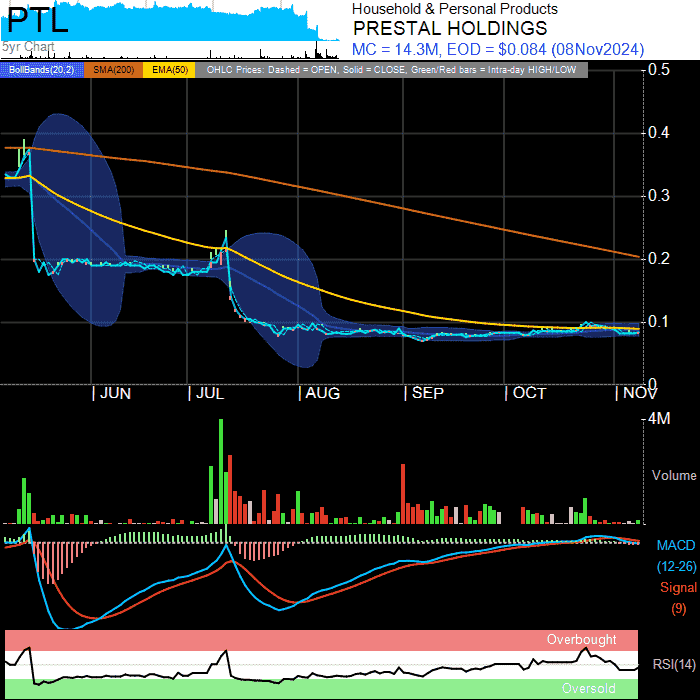 PTL
5yr Chart
Household & Personal Products
PRESTAL HOLDINGS
MC = 14.3M, EOD = $0.084 (08Nov2024)
BollBands(20,2) SMA(200) EMA(50) OHLC Prices: Dashed = OPEN, Solid = CLOSE, Green/Red bars = Intra-day HIGH/LOW
0.5
0.4
0.3
0.2
0.1
0
JUN JUL AUG SEP OCT NOV
4M
Volume
MACD
(12-26)
Signal
(9)
Overbought
RSI(14)
Oversold